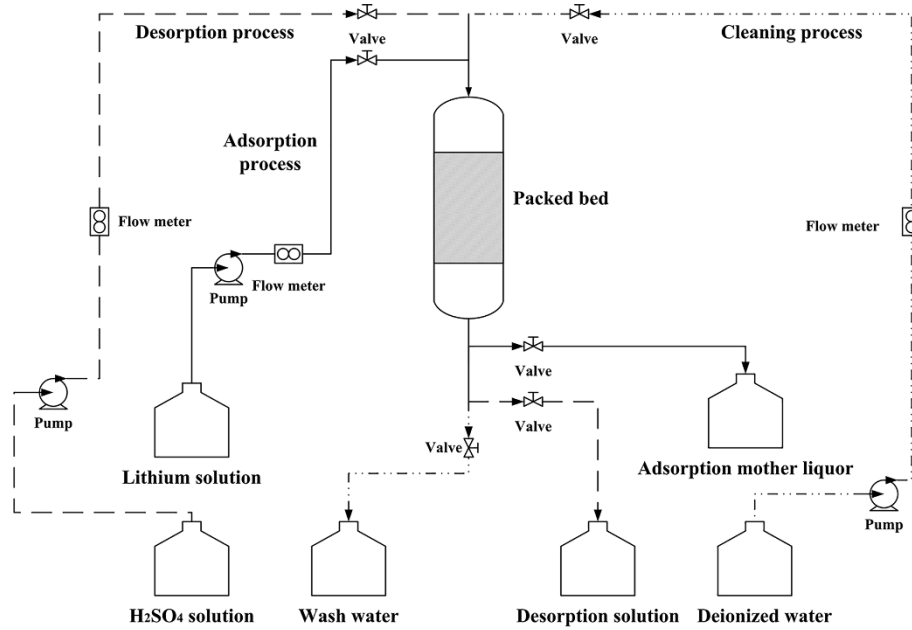 Desorption process
Valve
Valve
Cleaning process
Adsorption
process
Packed bed
Flow meter
Flow meter
Pump
Flow meter
Valve
Pump
Valve
Valve
Lithium solution
Adsorption mother liquor
Pump
H₂SO₄ solution
Wash water
Desorption solution
Deionized water